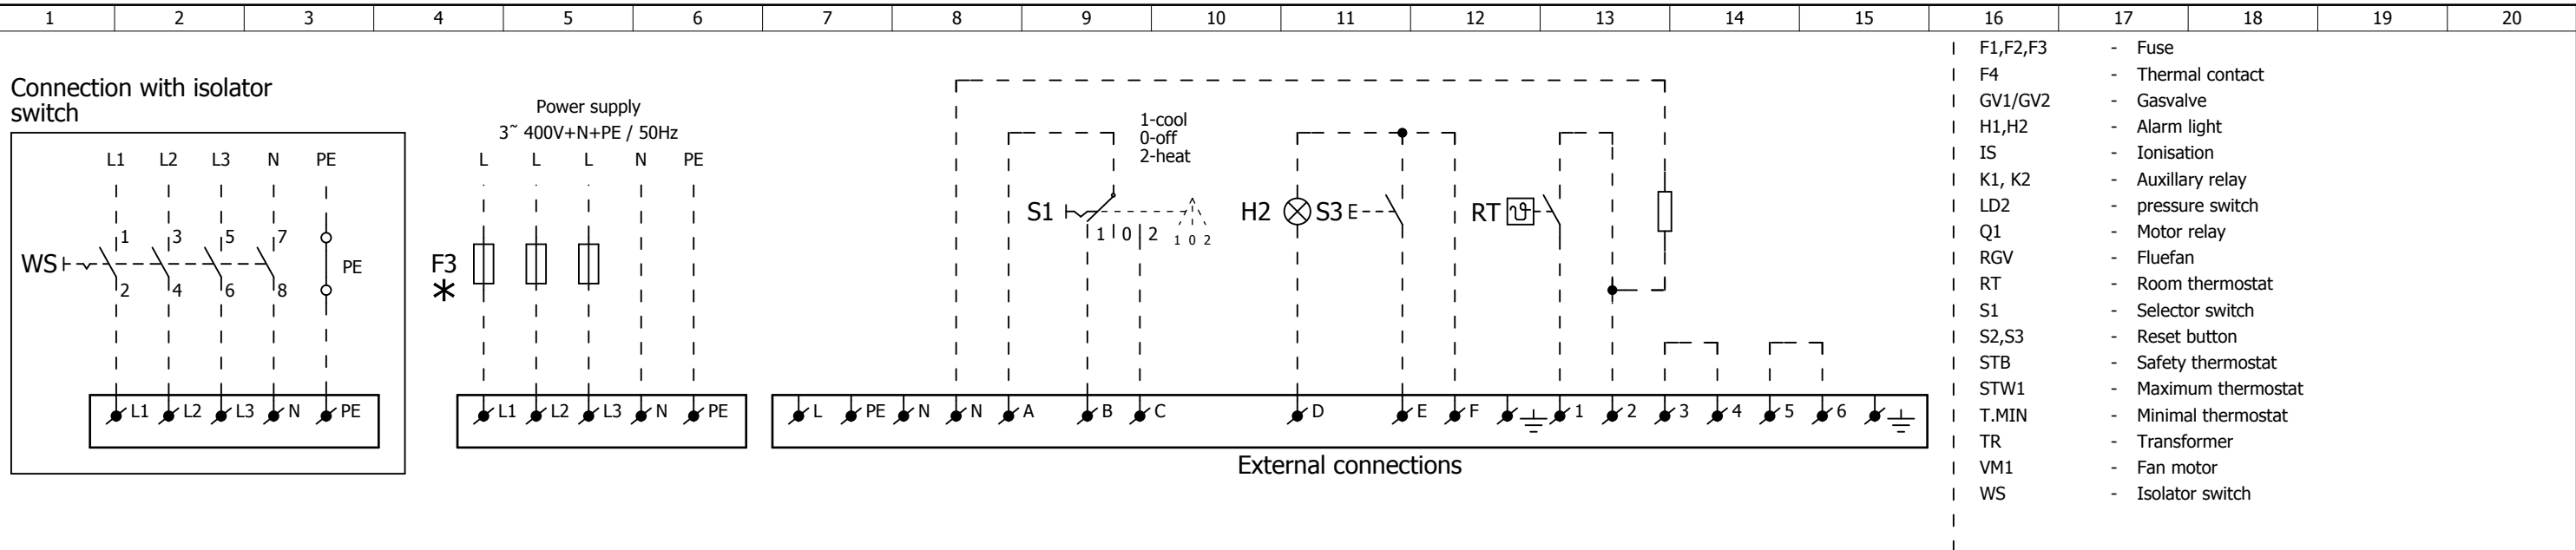 1 2 3 4 5 6 7 8 9 10 11 12 13 14 15 16 17 18 19 20
Connection with isolator
switch
L1 L2 L3 N PE
WS 1 3 5 7
2 4 6 8
PE
L1 L2 L3 N PE
Power supply
3~ 400V+N+PE / 50Hz
L L L N PE
F3
*
L1 L2 L3 N PE
1-cool
0-off
2-heat
S1
1 0 2
1 0 2
H2 S3 E
RT ϑ
L PE N N A B C D E F 1 2 3 4 5 6
External connections
F1,F2,F3 - Fuse
F4 - Thermal contact
GV1/GV2 - Gasvalve
H1,H2 - Alarm light
IS - Ionisation
K1, K2 - Auxillary relay
LD2 - pressure switch
Q1 - Motor relay
RGV - Fluefan
RT - Room thermostat
S1 - Selector switch
S2,S3 - Reset button
STB - Safety thermostat
STW1 - Maximum thermostat
T.MIN - Minimal thermostat
TR - Transformer
VM1 - Fan motor
WS - Isolator switch